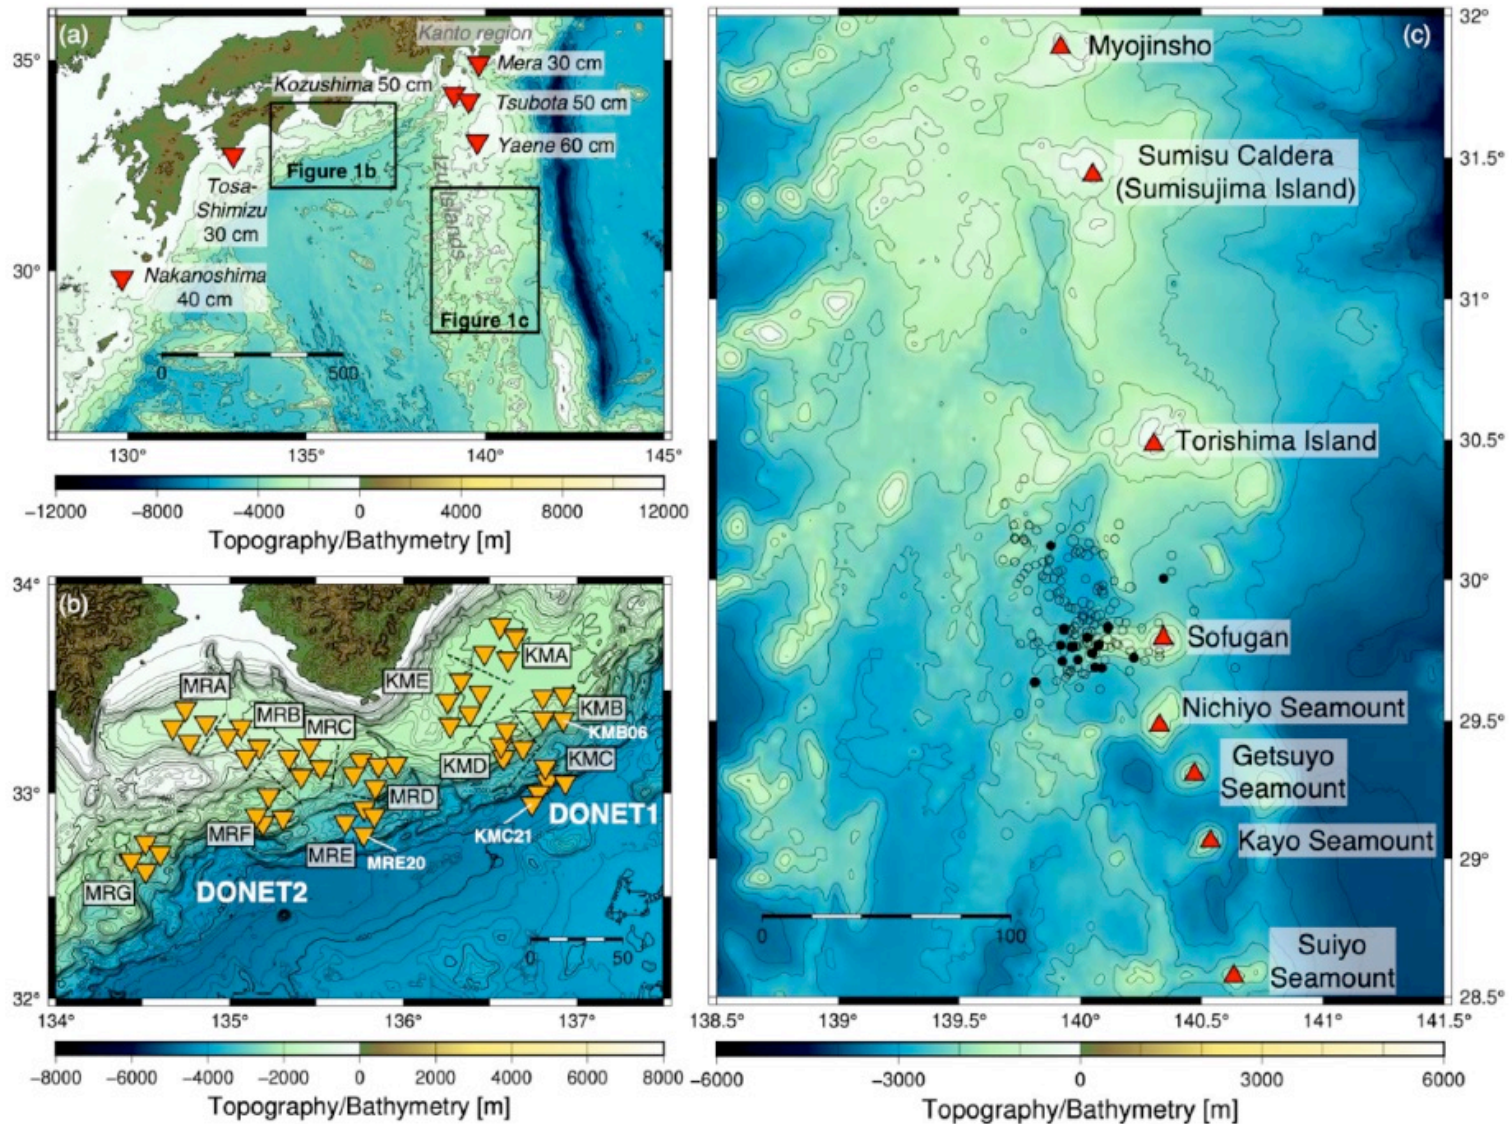 (a)
Kanto region
35°
Mera 30 cm
Kozushima 50 cm
Tsubota 50 cm
Yaene 60 cm
Figure 1b
Izu Islands
Tosa-
Shimizu
30 cm
30°
Nakanoshima
40 cm
Figure 1c
0
500
130°
135°
140°
145°
−12000
−8000
−4000
0
4000
8000
12000
Topography/Bathymetry [m]
34°
(b)
KMA
MRA
KME
MRB
MRC
KMB
KMB06
KMD
KMC
33°
MRD
DONET1
MRF
KMC21
MRE
MRE20
MRG
DONET2
0
50
32°
134°
135°
136°
137°
−8000
−6000
−4000
−2000
0
2000
4000
6000
8000
Topography/Bathymetry [m]
32°
(c)
Myojinsho
31.5°
Sumisu Caldera
(Sumisujima Island)
31°
30.5°
Torishima Island
30°
Sofugan
Nichiyo Seamount
29.5°
Getsuyo
Seamount
Kayo Seamount
29°
0
100
Suiyo
Seamount
28.5°
138.5°
139°
139.5°
140°
140.5°
141°
141.5°
−6000
−3000
0
3000
6000
Topography/Bathymetry [m]